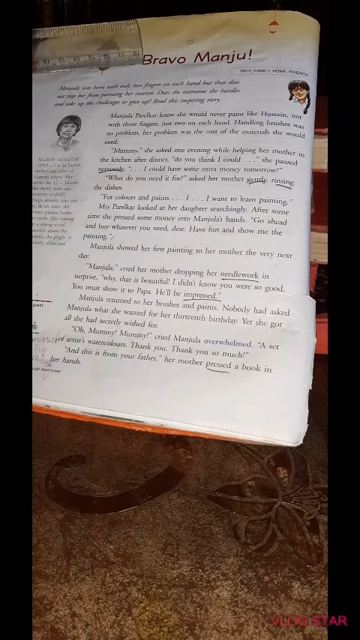 Bravo Manju!
SELF, FAMILY, HOME, FRIENDS
Manjula was born with only two fingers on each hand but that does
not stop her from pursuing her interest. Does she overcome the hurdles
and take up the challenges or give up? Read this inspiring story.
Manjula Parelkar knew she would never paint like Hussain, not
with those fingers, just two on each hand. Handling brushes was
no problem, her problem was the cost of the materials she would
need.
"Mummy," she asked one evening while helping her mother in
the kitchen after dinner, "do you think I could . . ." she paused
nervously, ". . . I could have some extra money tomorrow?"
"What do you need it for?" asked her mother gently, rinsing
the dishes.
"For colours and paints . . . I . . . I want to learn painting."
Mrs Parelkar looked at her daughter searchingly. After some
time she pressed some money into Manjula's hands. "Go ahead
and buy whatever you need, dear. Have fun and show me the
painting."
Manjula showed her first painting to her mother the very next
day.
"Manjula," cried her mother dropping her needlework in
surprise, "why, that is beautiful! I didn't know you were so good.
You must show it to Papa. He'll be impressed."
Manjula returned to her brushes and paints. Nobody had asked
Manjula what she wanted for her thirteenth birthday. Yet she got
all she had secretly wished for.
"Oh, Mummy! Mummy!" cried Manjula overwhelmed. "A set
of artist's watercolours. Thank you. Thank you so much!"
"And this is from your father," her mother pressed a book in
her hands.
VLOG STAR